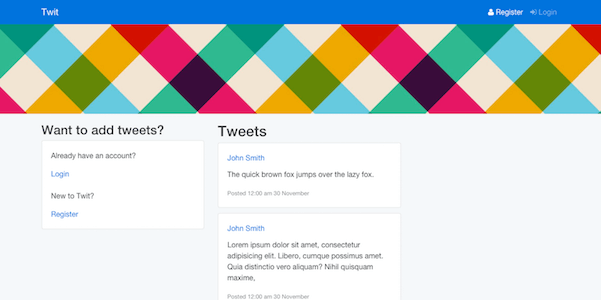 Twit
Register Login
Want to add tweets?
Already have an account?
Login
New to Twit?
Register
Tweets
John Smith
The quick brown fox jumps over the lazy fox.
Posted 12:00 am 30 November
John Smith
Lorem ipsum dolor sit amet, consectetur
adipisicing elit. Libero, cumque possimus amet.
Quia distinctio vero aliquam? Nihil quisquam
maxime,
Posted 12:00 am 30 November